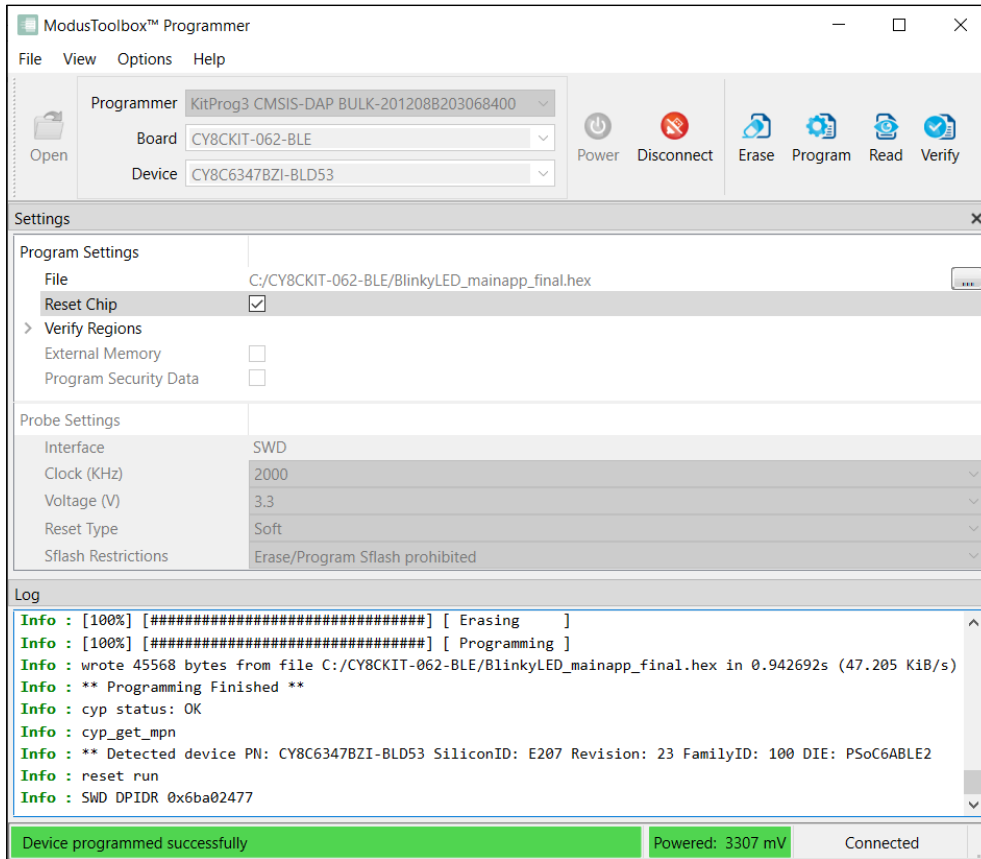 ModusToolbox™ Programmer
File View Options Help
Open
Programmer KitProg3 CMSIS-DAP BULK-201208B203068400
Board CY8CKIT-062-BLE
Device CY8C6347BZI-BLD53
Power Disconnect Erase Program Read Verify
Settings
Program Settings
File C:/CY8CKIT-062-BLE/BlinkyLED_mainapp_final.hex ...
Reset Chip
Verify Regions
External Memory
Program Security Data
Probe Settings
Interface SWD
Clock (KHz) 2000
Voltage (V) 3.3
Reset Type Soft
Sflash Restrictions Erase/Program Sflash prohibited
Log
Info : [100%] [################################] [ Erasing     ]
Info : [100%] [################################] [ Programming ]
Info : wrote 45568 bytes from file C:/CY8CKIT-062-BLE/BlinkyLED_mainapp_final.hex in 0.942692s (47.205 KiB/s)
Info : ** Programming Finished **
Info : cyp status: OK
Info : cyp_get_mpn
Info : ** Detected device PN: CY8C6347BZI-BLD53 SiliconID: E207 Revision: 23 FamilyID: 100 DIE: PSoC6ABLE2
Info : reset run
Info : SWD DPIDR 0x6ba02477
Device programmed successfully Powered: 3307 mV Connected